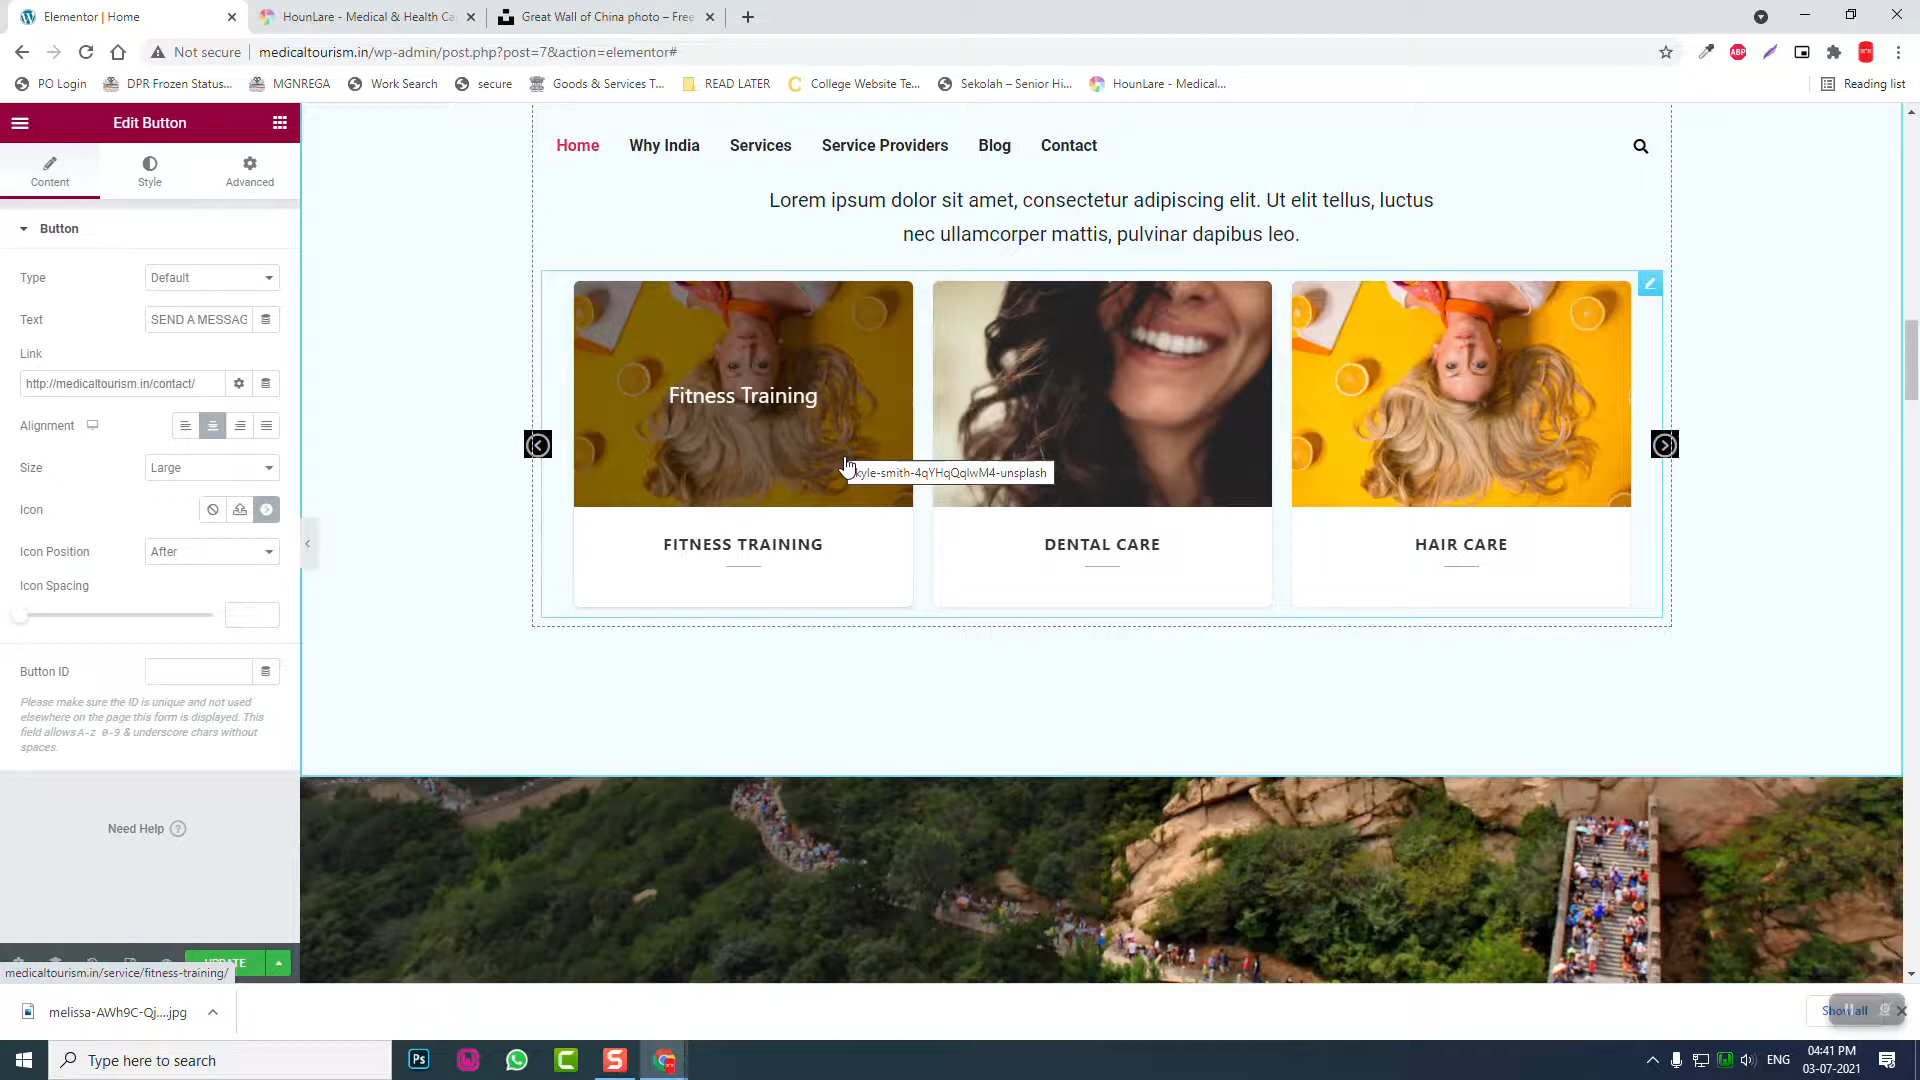 Elementor | Home
HounLare - Medical & Health Ca
Great Wall of China photo – Free
Not secure
medicaltourism.in/wp-admin/post.php?post=7&action=elementor#
ABP
PO Login
DPR Frozen Status...
MGNREGA
Work Search
secure
Goods & Services T...
READ LATER
College Website Te...
Sekolah – Senior Hi...
HounLare - Medical...
Reading list
Edit Button
Content
Style
Advanced
Button
Type
Default
Text
SEND A MESSAG
Link
http://medicaltourism.in/contact/
Alignment
Size
Large
Icon
Icon Position
After
Icon Spacing
Button ID
Please make sure the ID is unique and not used
elsewhere on the page this form is displayed. This
field allows A-z 0-9 & underscore chars without
spaces.
Need Help
UPDATE
medicaltourism.in/service/fitness-training/
Home
Why India
Services
Service Providers
Blog
Contact
Lorem ipsum dolor sit amet, consectetur adipiscing elit. Ut elit tellus, luctus
nec ullamcorper mattis, pulvinar dapibus leo.
Fitness Training
kyle-smith-4qYHqQqlwM4-unsplash
FITNESS TRAINING
DENTAL CARE
HAIR CARE
melissa-AWh9C-Qj....jpg
Show all
Type here to search
Ps
ENG
04:41 PM
03-07-2021